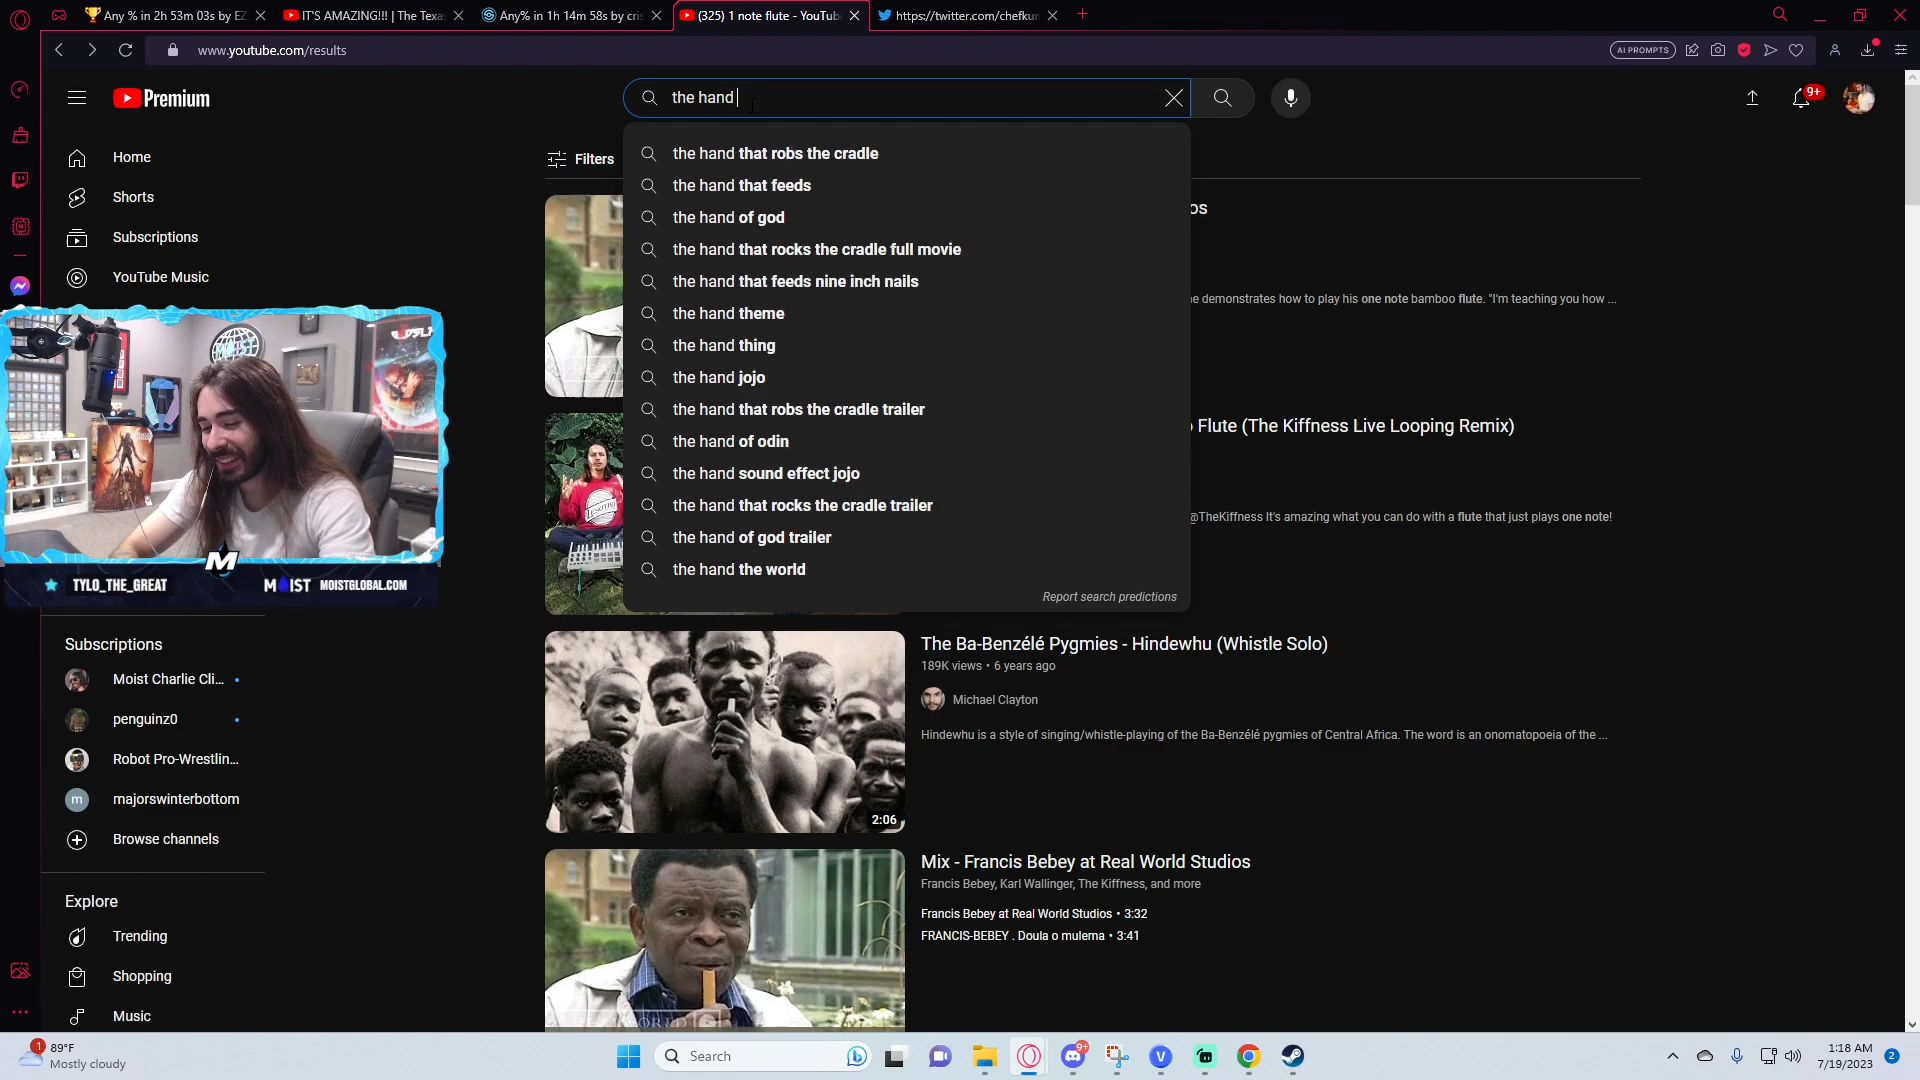 Any % in 2h 53m 03s by EZ
IT'S AMAZING!!! | The Texa
Any% in 1h 14m 58s by cris
(325) 1 note flute - YouTube
https://twitter.com/chefkun
www.youtube.com/results
AI PROMPTS
Premium
the hand
9+
Home
Shorts
Subscriptions
YouTube Music
Filters
the hand that robs the cradle
the hand that feeds
the hand of god
the hand that rocks the cradle full movie
the hand that feeds nine inch nails
the hand theme
the hand thing
the hand jojo
the hand that robs the cradle trailer
the hand of odin
the hand sound effect jojo
the hand that rocks the cradle trailer
the hand of god trailer
the hand the world
Report search predictions
os
e demonstrates how to play his one note bamboo flute. "I'm teaching you how ...
Flute (The Kiffness Live Looping Remix)
@TheKiffness It's amazing what you can do with a flute that just plays one note!
MOIST
LESOTHO
M
TYLO_THE_GREAT
MOIST MOISTGLOBAL.COM
Subscriptions
Moist Charlie Cli...
penguinz0
Robot Pro-Wrestlin...
m
majorswinterbottom
Browse channels
Explore
Trending
Shopping
Music
The Ba-Benzélé Pygmies - Hindewhu (Whistle Solo)
189K views • 6 years ago
Michael Clayton
Hindewhu is a style of singing/whistle-playing of the Ba-Benzélé pygmies of Central Africa. The word is an onomatopoeia of the ...
2:06
Mix - Francis Bebey at Real World Studios
Francis Bebey, Karl Wallinger, The Kiffness, and more
Francis Bebey at Real World Studios • 3:32
FRANCIS-BEBEY . Doula o mulema • 3:41
1
89°F
Mostly cloudy
Search
9+
V
1:18 AM
7/19/2023
2